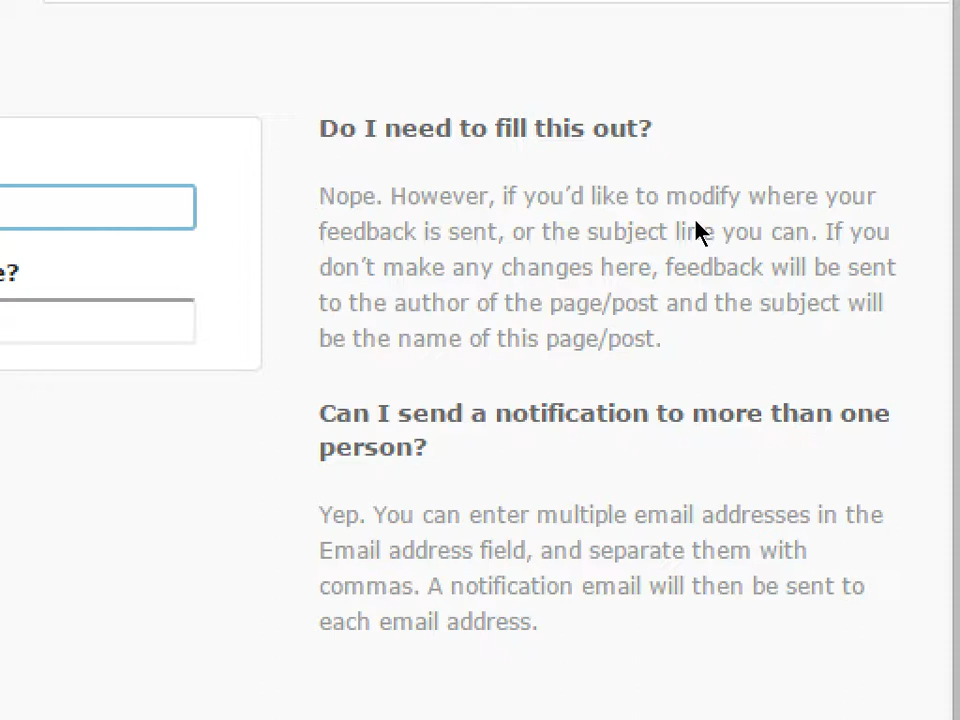 Do I need to fill this out?
Nope. However, if you’d like to modify where your
feedback is sent, or the subject line you can. If you
e?
don’t make any changes here, feedback will be sent
to the author of the page/post and the subject will
be the name of this page/post.
Can I send a notification to more than one
person?
Yep. You can enter multiple email addresses in the
Email address field, and separate them with
commas. A notification email will then be sent to
each email address.